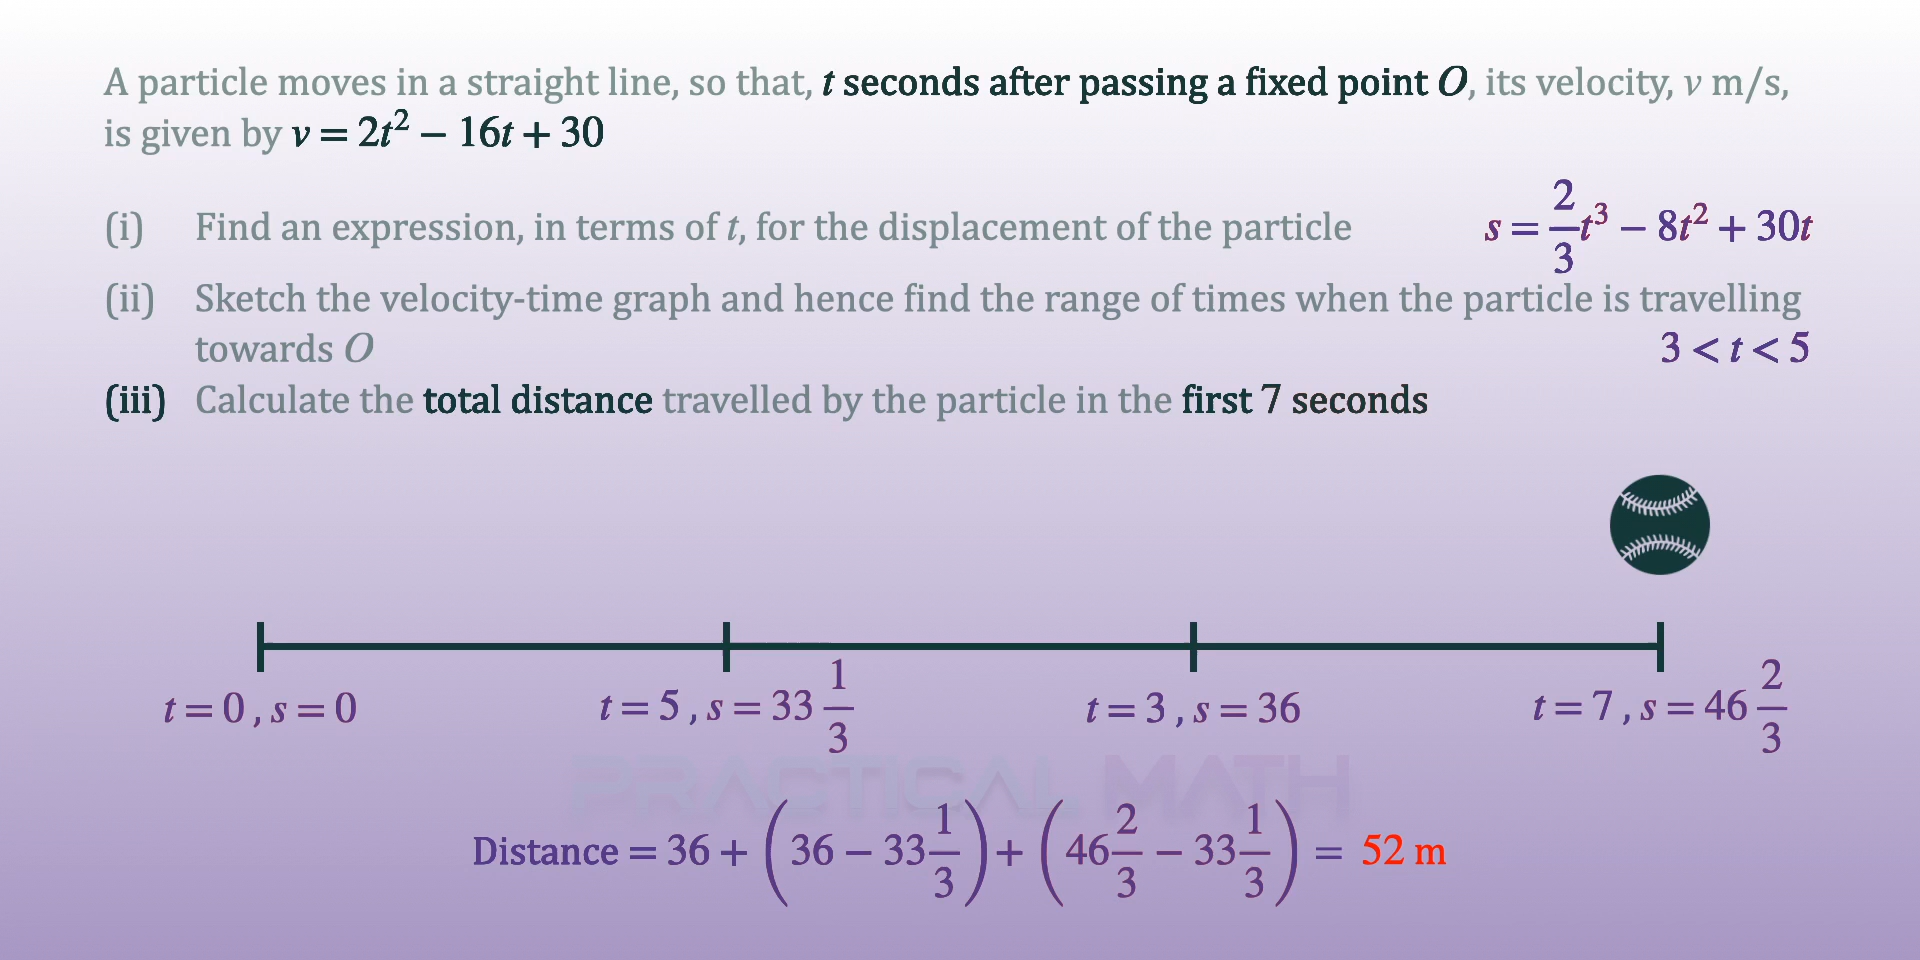 A particle moves in a straight line, so that, t seconds after passing a fixed point O, its velocity, v m/s,
is given by v = 2t² − 16t + 30
(i) Find an expression, in terms of t, for the displacement of the particle s = 2/3 t³ − 8t² + 30t
(ii) Sketch the velocity-time graph and hence find the range of times when the particle is travelling
towards O 3 < t < 5
(iii) Calculate the total distance travelled by the particle in the first 7 seconds
t = 0 , s = 0 t = 5 , s = 33 1/3 t = 3 , s = 36 t = 7 , s = 46 2/3
PRACTICAL MATH
Distance = 36 + (36 − 33 1/3) + (46 2/3 − 33 1/3) = 52 m